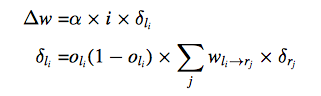 Δw =α × i × δ_{l_i}
δ_{l_i} =o_{l_i}(1 − o_{l_i}) × ∑_j w_{l_i→r_j} × δ_{r_j}